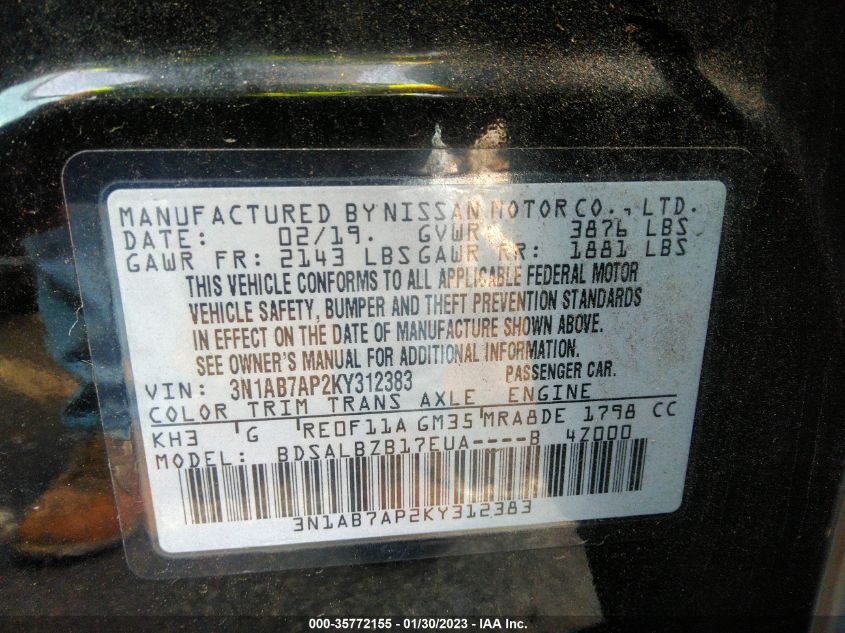 MANUFACTURED BY NISSAN MOTOR CO., LTD.
DATE: 02/19. GVWR 3876 LBS
GAWR FR: 2143 LBS GAWR RR: 1881 LBS
THIS VEHICLE CONFORMS TO ALL APPLICABLE FEDERAL MOTOR
VEHICLE SAFETY, BUMPER AND THEFT PREVENTION STANDARDS
IN EFFECT ON THE DATE OF MANUFACTURE SHOWN ABOVE.
SEE OWNER'S MANUAL FOR ADDITIONAL INFORMATION.
VIN: 3N1AB7AP2KY312383 PASSENGER CAR.
COLOR TRIM TRANS AXLE ENGINE
KH3 G RE0F11A GM35 MRA8DE 1798 CC
MODEL: BDSALBZB17EUA----B 4Z000
3N1AB7AP2KY312383
000-35772155 - 01/30/2023 - IAA Inc.